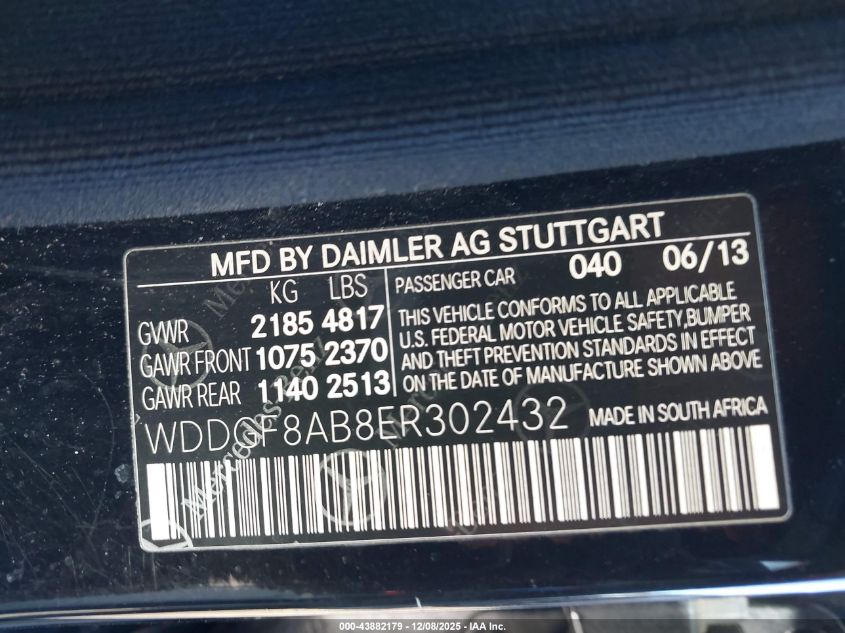 MFD BY DAIMLER AG STUTTGART
KG LBS
GVWR 2185 4817
GAWR FRONT 1075 2370
GAWR REAR 1140 2513
PASSENGER CAR 040 06/13
THIS VEHICLE CONFORMS TO ALL APPLICABLE
U.S. FEDERAL MOTOR VEHICLE SAFETY,BUMPER
AND THEFT PREVENTION STANDARDS IN EFFECT
ON THE DATE OF MANUFACTURE SHOWN ABOVE
WDDGF8AB8ER302432
MADE IN SOUTH AFRICA
000-43882179 - 12/08/2025 - IAA Inc.